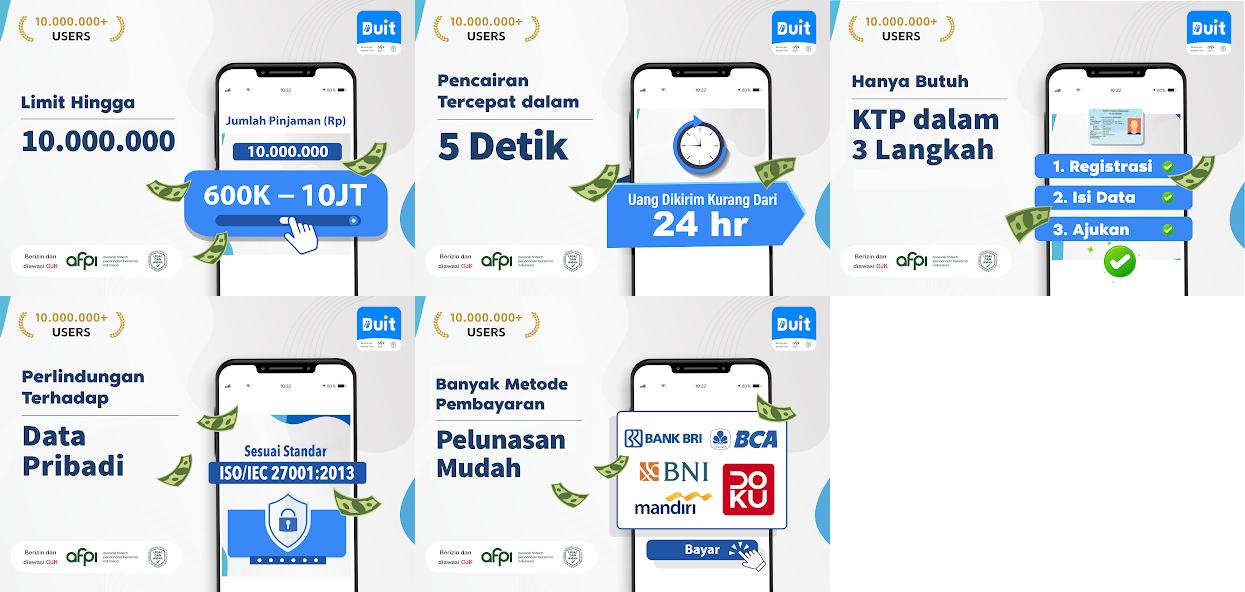 10.000.000+
USERS
Duit
Limit Hingga
10.000.000
10:22
80%
Jumlah Pinjaman (Rp)
10.000.000
600K – 10JT
Berizin dan
diawasi OJK
afpi
10.000.000+
USERS
Duit
Pencairan
Tercepat dalam
5 Detik
10:22
80%
Uang Dikirim Kurang Dari
24 hr
Berizin dan
diawasi OJK
afpi
10.000.000+
USERS
Duit
Hanya Butuh
KTP dalam
3 Langkah
10:22
80%
1. Registrasi
2. Isi Data
3. Ajukan
Berizin dan
diawasi OJK
afpi
10.000.000+
USERS
Duit
Perlindungan
Terhadap
Data
Pribadi
10:22
80%
Sesuai Standar
ISO/IEC 27001:2013
Berizin dan
diawasi OJK
afpi
10.000.000+
USERS
Duit
Banyak Metode
Pembayaran
Pelunasan
Mudah
10:22
80%
BANK BRI
BCA
BNI
mandiri
DOKU
Bayar
Berizin dan
diawasi OJK
afpi